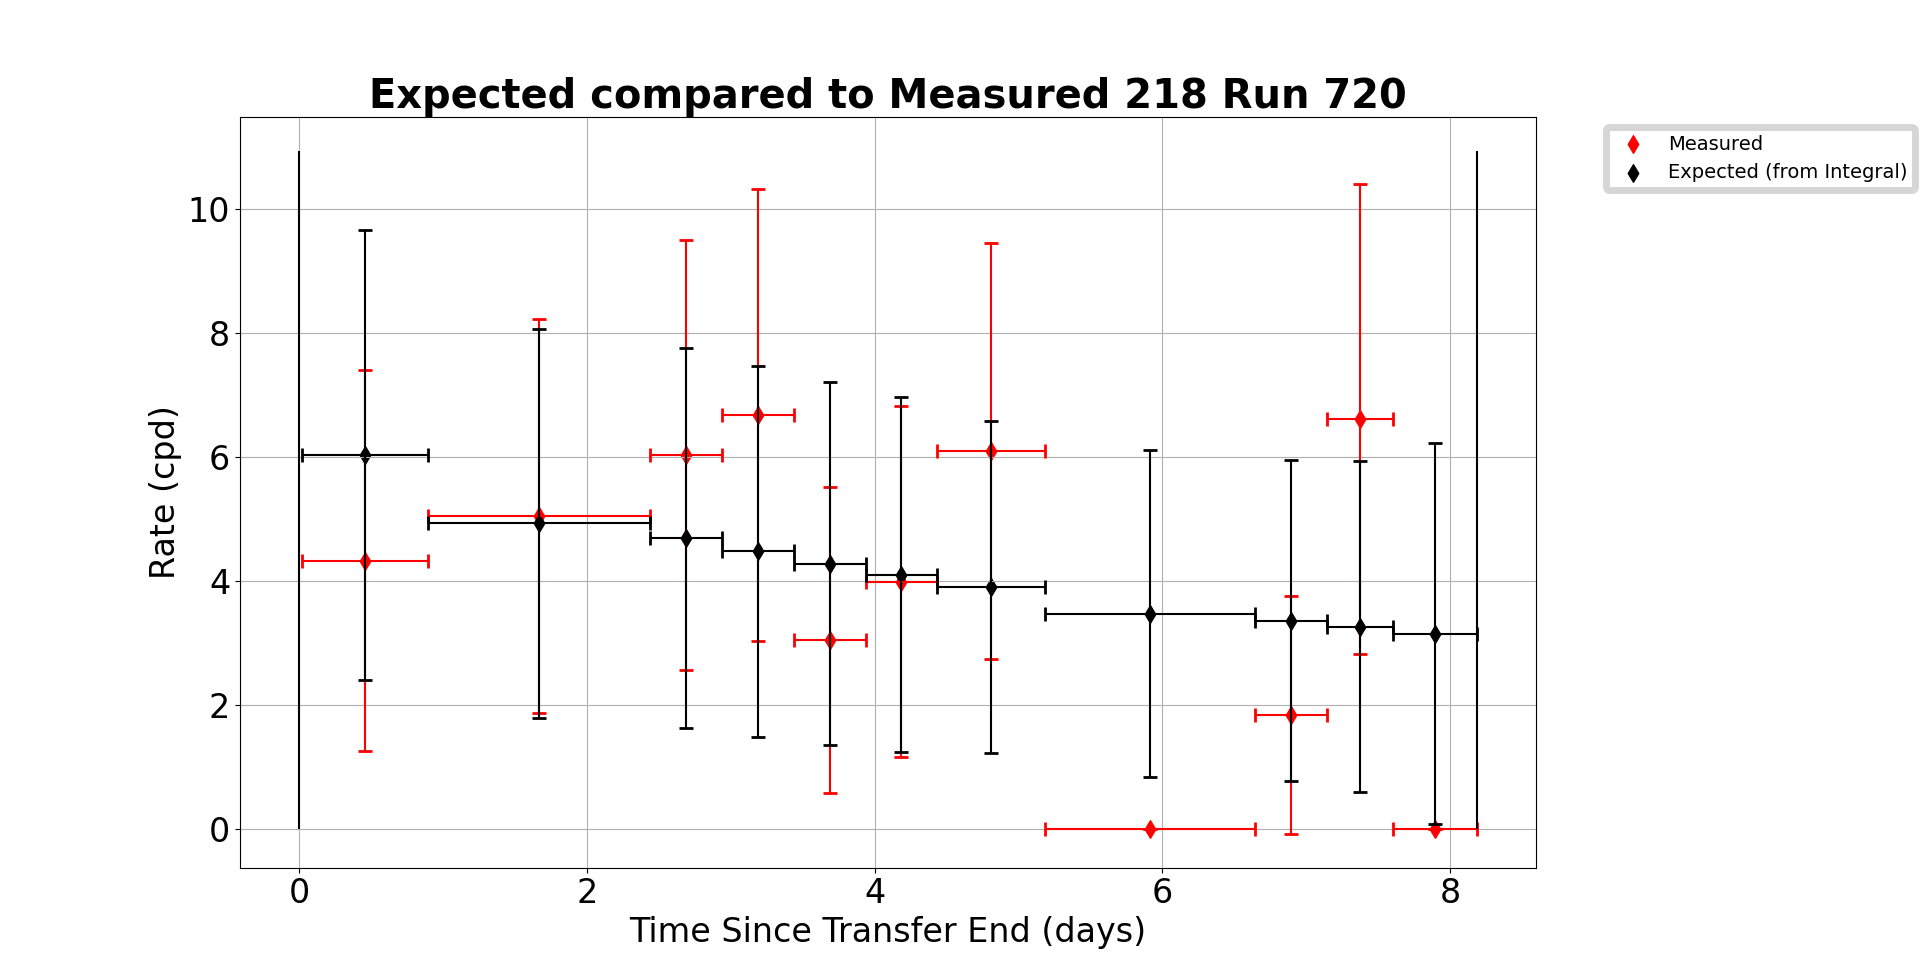 Expected compared to Measured 218 Run 720
Measured
Expected (from Integral)
10
8
6
4
2
0
Rate (cpd)
0 2 4 6 8
Time Since Transfer End (days)